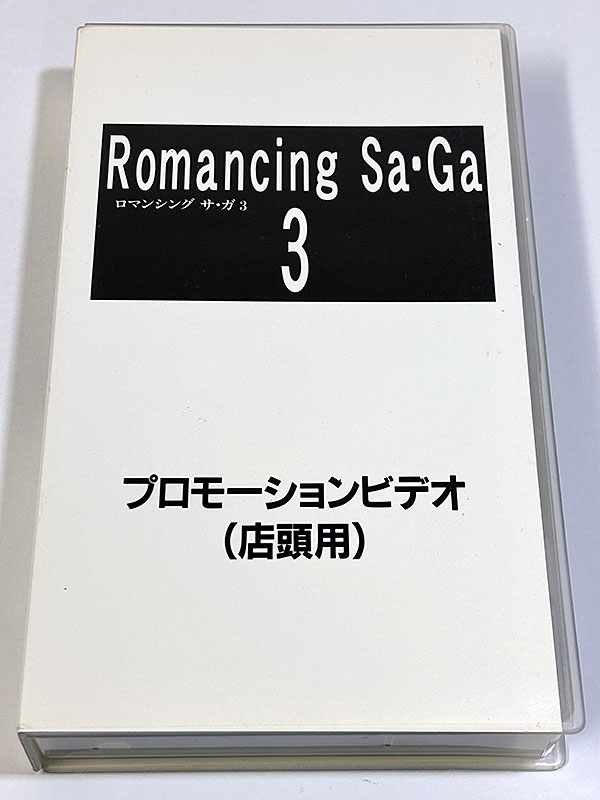 Romancing Sa・Ga
ロマンシング サ・ガ 3
3
プロモーションビデオ
（店頭用）